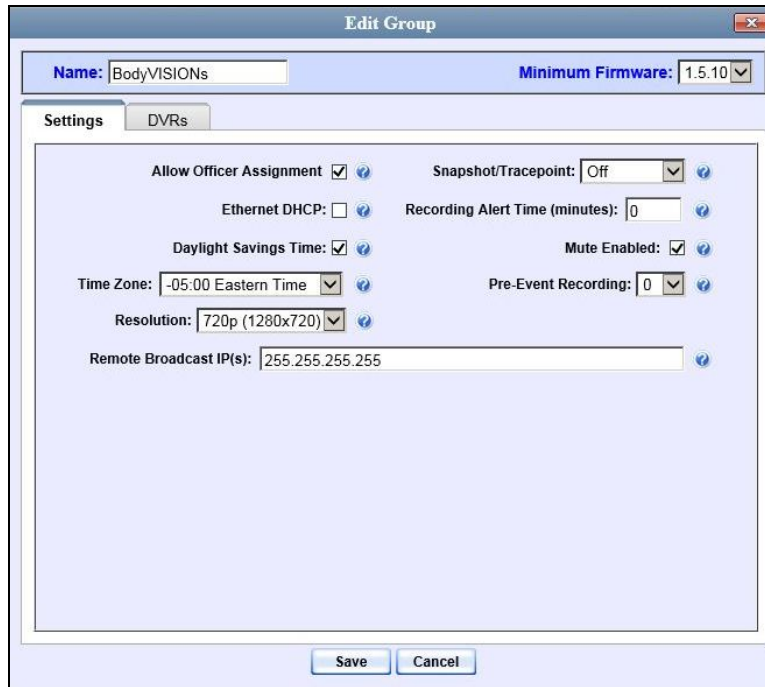 Edit Group
Name: BodyVISIONs Minimum Firmware: 1.5.10
Settings DVRs
Allow Officer Assignment Snapshot/Tracepoint: Off
Ethernet DHCP: Recording Alert Time (minutes): 0
Daylight Savings Time: Mute Enabled:
Time Zone: -05:00 Eastern Time Pre-Event Recording: 0
Resolution: 720p (1280x720)
Remote Broadcast IP(s): 255.255.255.255
Save Cancel